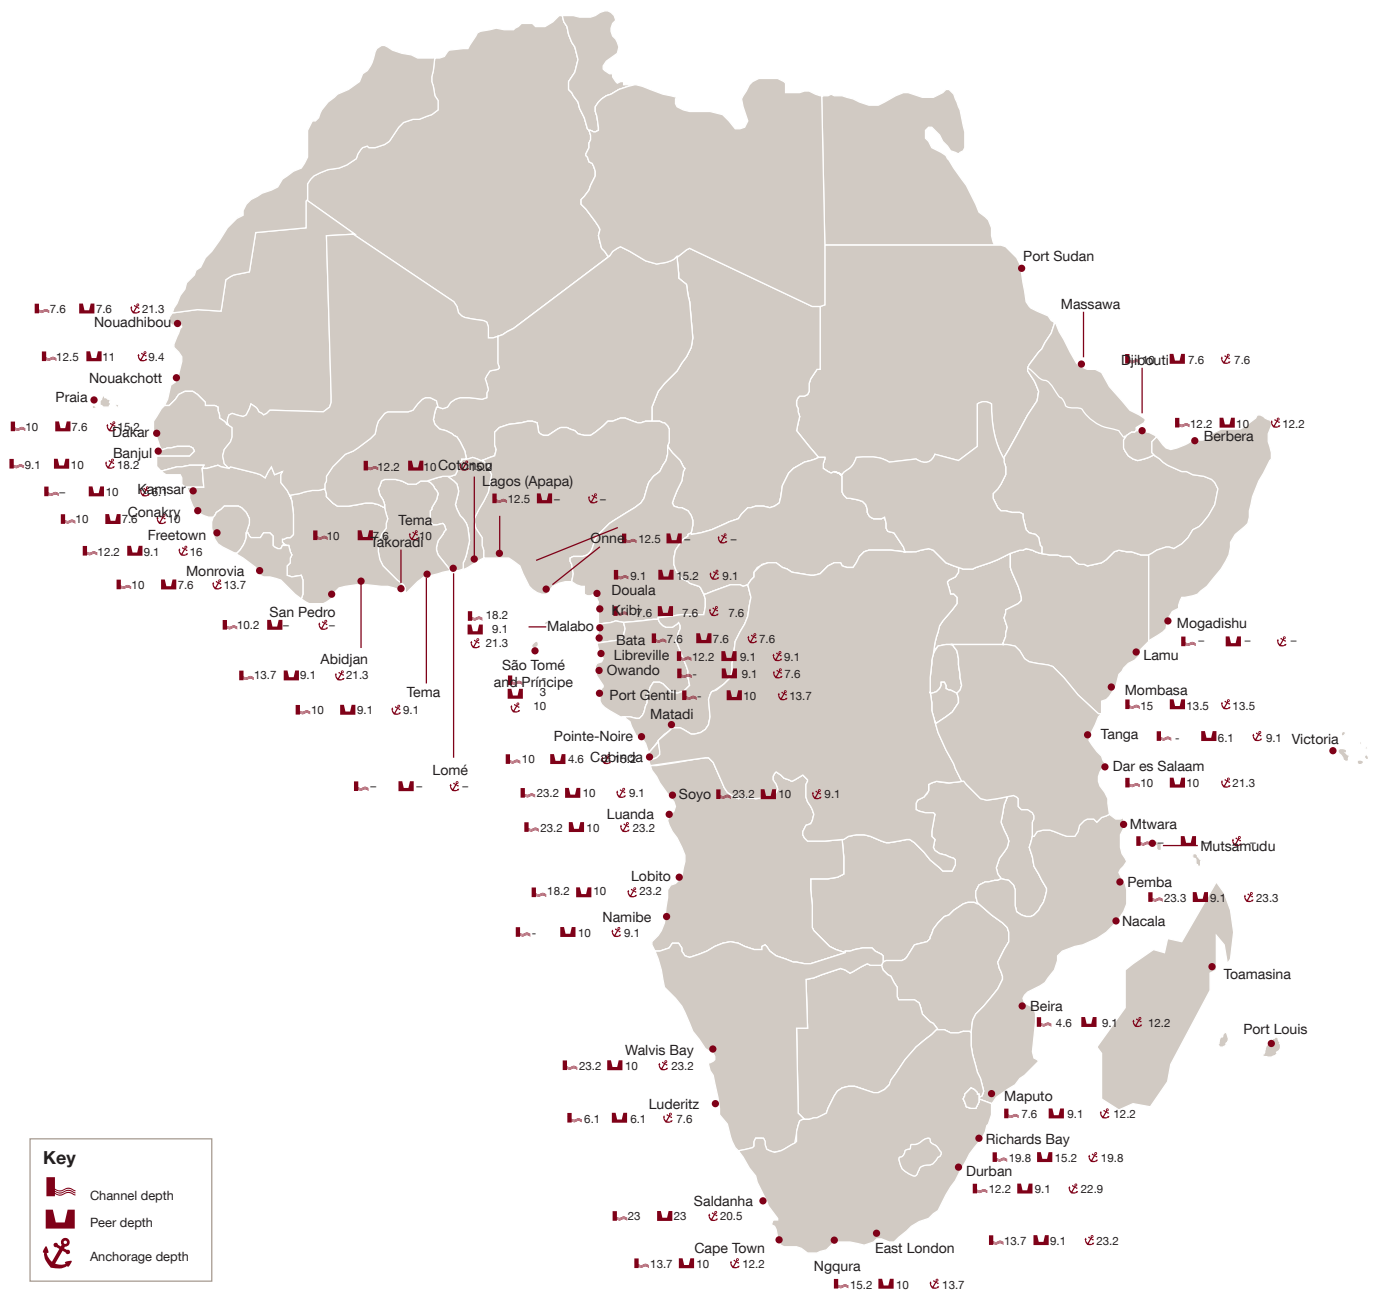 Port Sudan
Massawa
7.6 7.6 21.3
Nouadhibou
12.5 11 9.4
Nouakchott
Djibouti
10 7.6 7.6
Praia
10 7.6 15.2
Dakar
12.2 10 12.2
Berbera
Banjul
9.1 10 18.2
12.2 10 15.2
Cotonou
Lagos (Apapa)
12.5 – –
– 10 6.1
Kamsar
Conakry
10 7.6 10
Freetown
12.2 9.1 16
Tema
10 7.6 10
Takoradi
Onne
12.5 – –
Monrovia
10 7.6 13.7
9.1 15.2 9.1
Douala
Kribi
7.6 7.6 7.6
San Pedro
10.2 – –
18.2
9.1
21.3
Malabo
Bata
7.6 7.6 7.6
Libreville
12.2 9.1 9.1
Owando
- 9.1 7.6
Port Gentil
- 10 13.7
São Tomé
and Príncipe
3
10
Mogadishu
– – –
Lamu
Abidjan
13.7 9.1 21.3
Tema
10 9.1 9.1
Mombasa
15 13.5 13.5
Matadi
Pointe-Noire
Tanga
- 6.1 9.1
Victoria
Cabinda
10 4.6 15.2
Lomé
– – –
Dar es Salaam
10 10 21.3
23.2 10 9.1
Soyo
23.2 10 9.1
Luanda
23.2 10 23.2
Mtwara
Mutsamudu
– – –
Lobito
18.2 10 23.2
Pemba
23.3 9.1 23.3
Namibe
- 10 9.1
Nacala
Toamasina
Beira
4.6 9.1 12.2
Port Louis
Walvis Bay
23.2 10 23.2
Luderitz
6.1 6.1 7.6
Maputo
7.6 9.1 12.2
Richards Bay
19.8 15.2 19.8
Durban
12.2 9.1 22.9
Saldanha
23 23 20.5
Cape Town
13.7 10 12.2
East London
13.7 9.1 23.2
Ngqura
15.2 10 13.7
Key
Channel depth
Peer depth
Anchorage depth